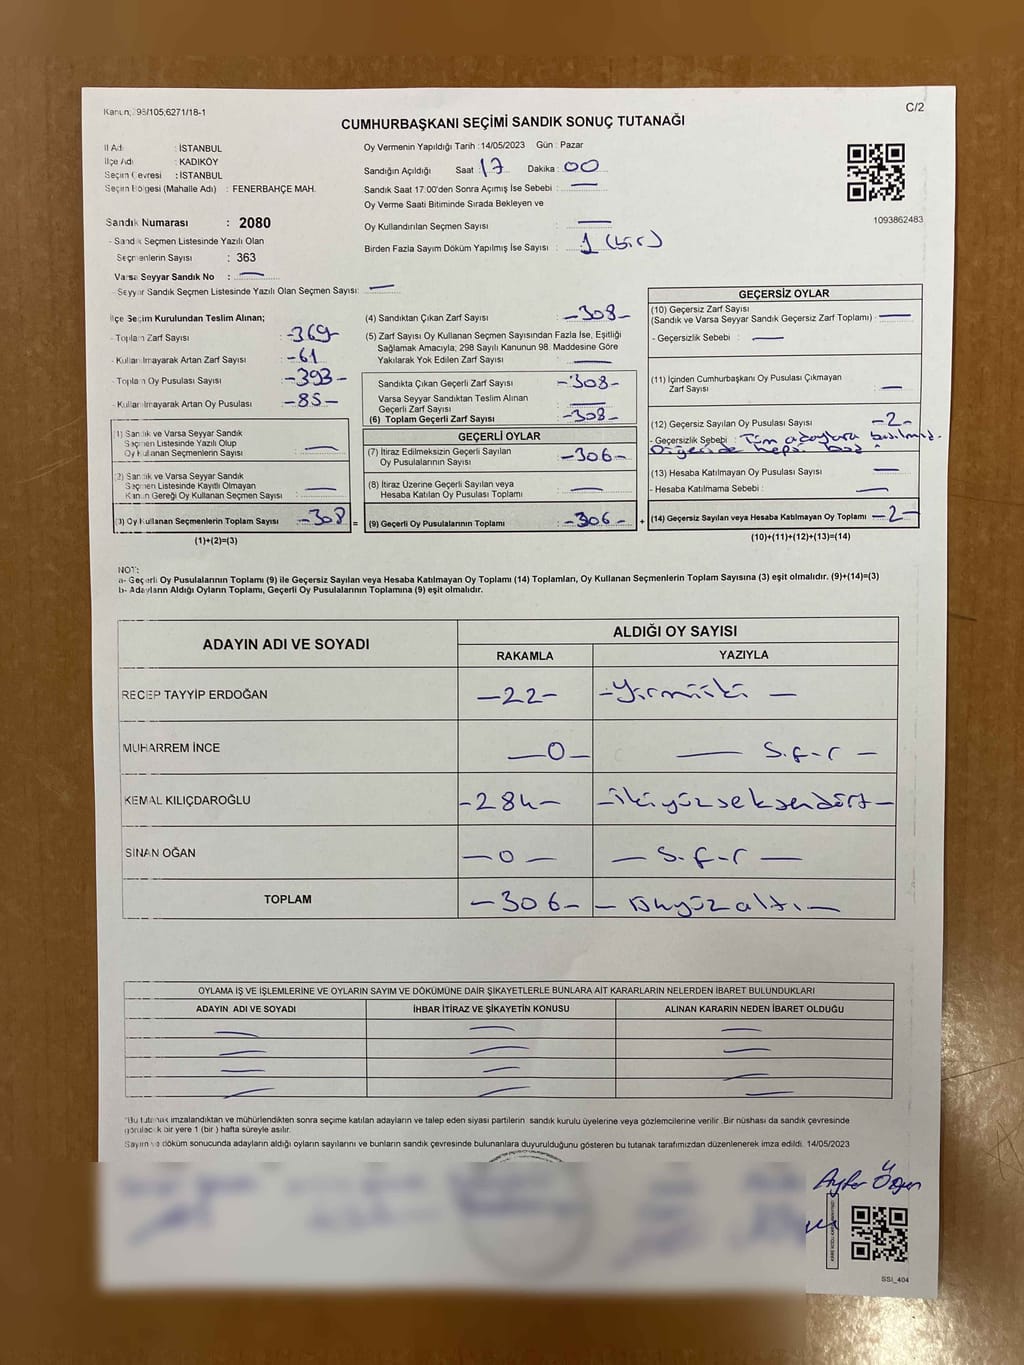 Kanun; 298/105;6271/18-1
C/2
CUMHURBAŞKANI SEÇİMİ SANDIK SONUÇ TUTANAĞI
İl Adı : İSTANBUL
İlçe Adı : KADIKÖY
Seçim Çevresi : İSTANBUL
Seçim Bölgesi (Mahalle Adı) : FENERBAHÇE MAH.
Sandık Numarası : 2080
- Sandık Seçmen Listesinde Yazılı Olan
Seçmenlerin Sayısı : 363
Varsa Seyyar Sandık No : —
- Seyyar Sandık Seçmen Listesinde Yazılı Olan Seçmen Sayısı: —
Oy Vermenin Yapıldığı Tarih : 14/05/2023 Gün : Pazar
Sandığın Açıldığı Saat : 17 Dakika : 00
Sandık Saat 17:00'den Sonra Açımış İse Sebebi : —
Oy Verme Saati Bitiminde Sırada Bekleyen ve
Oy Kullandırılan Seçmen Sayısı : —
Birden Fazla Sayım Döküm Yapılmış İse Sayısı : 1 (bir)
1093862483
İlçe Seçim Kurulundan Teslim Alınan;
- Toplam Zarf Sayısı : -369-
- Kullanılmayarak Artan Zarf Sayısı : -61
- Toplam Oy Pusulası Sayısı : -393-
- Kullanılmayarak Artan Oy Pusulası : -85-
(1) Sandık ve Varsa Seyyar Sandık
Seçmen Listesinde Yazılı Olup
Oy Kullanan Seçmenlerin Sayısı : —
(2) Sandık ve Varsa Seyyar Sandık
Seçmen Listesinde Kayıtlı Olmayan
Kanun Gereği Oy Kullanan Seçmen Sayısı : —
(3) Oy Kullanan Seçmenlerin Toplam Sayısı : -308 =
(1)+(2)=(3)
(4) Sandıktan Çıkan Zarf Sayısı : -308-
(5) Zarf Sayısı Oy Kullanan Seçmen Sayısından Fazla İse, Eşitliği
Sağlamak Amacıyla; 298 Sayılı Kanunun 98. Maddesine Göre
Yakılarak Yok Edilen Zarf Sayısı : —
Sandıkta Çıkan Geçerli Zarf Sayısı : -308-
Varsa Seyyar Sandıktan Teslim Alınan
Geçerli Zarf Sayısı : —
(6) Toplam Geçerli Zarf Sayısı : -308-
GEÇERLİ OYLAR
(7) İtiraz Edilmeksizin Geçerli Sayılan
Oy Pusulalarının Sayısı : -306-
(8) İtiraz Üzerine Geçerli Sayılan veya
Hesaba Katılan Oy Pusulası Toplamı : —
(9) Geçerli Oy Pusulalarının Toplamı : -306- +
GEÇERSİZ OYLAR
(10) Geçersiz Zarf Sayısı
(Sandık ve Varsa Seyyar Sandık Geçersiz Zarf Toplamı) : —
- Geçersizlik Sebebi : —
(11) İçinden Cumhurbaşkanı Oy Pusulası Çıkmayan
Zarf Sayısı : —
(12) Geçersiz Sayılan Oy Pusulası Sayısı : -2-
- Geçersizlik Sebebi : Tüm adaylara basılmış.
Diğeri de hepsi boş
(13) Hesaba Katılmayan Oy Pusulası Sayısı : —
- Hesaba Katılmama Sebebi : —
(14) Geçersiz Sayılan veya Hesaba Katılmayan Oy Toplamı -2-
(10)+(11)+(12)+(13)=(14)
NOT:
a- Geçerli Oy Pusulalarının Toplamı (9) ile Geçersiz Sayılan veya Hesaba Katılmayan Oy Toplamı (14) Toplamları, Oy Kullanan Seçmenlerin Toplam Sayısına (3) eşit olmalıdır. (9)+(14)=(3)
b- Adayların Aldığı Oyların Toplamı, Geçerli Oy Pusulalarının Toplamına (9) eşit olmalıdır.
ADAYIN ADI VE SOYADI ALDIĞI OY SAYISI
RAKAMLA YAZIYLA
RECEP TAYYİP ERDOĞAN -22- -Yirmiiki-
MUHARREM İNCE -0- - Sıfır -
KEMAL KILIÇDAROĞLU -284- -ikiyüzseksendört-
SİNAN OĞAN -0- - Sıfır -
TOPLAM -306- - üçyüzaltı -
OYLAMA İŞ VE İŞLEMLERİNE VE OYLARIN SAYIM VE DÖKÜMÜNE DAİR ŞİKAYETLERLE BUNLARA AİT KARARLARIN NELERDEN İBARET BULUNDUKLARI
ADAYIN ADI VE SOYADI İHBAR İTİRAZ VE ŞİKAYETİN KONUSU ALINAN KARARIN NEDEN İBARET OLDUĞU
*Bu tutanak imzalandıktan ve mühürlendikten sonra seçime katılan adayların ve talep eden siyasi partilerin sandık kurulu üyelerine veya gözlemcilerine verilir .Bir nüshası da sandık çevresinde
görülecek bir yere 1 (bir ) hafta süreyle asılır.
Sayım ve döküm sonucunda adayların aldığı oyların sayılarını ve bunların sandık çevresinde bulunanlara duyurulduğunu gösteren bu tutanak tarafımızdan düzenlenerek imza edildi. 14/05/2023
Ayfer Özgen
SSI_404